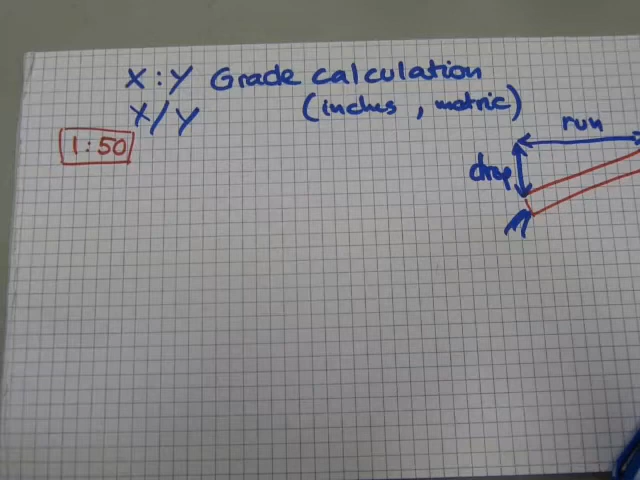 X:Y Grade calculation
X/Y (inches, metric)
1:50
run
drop